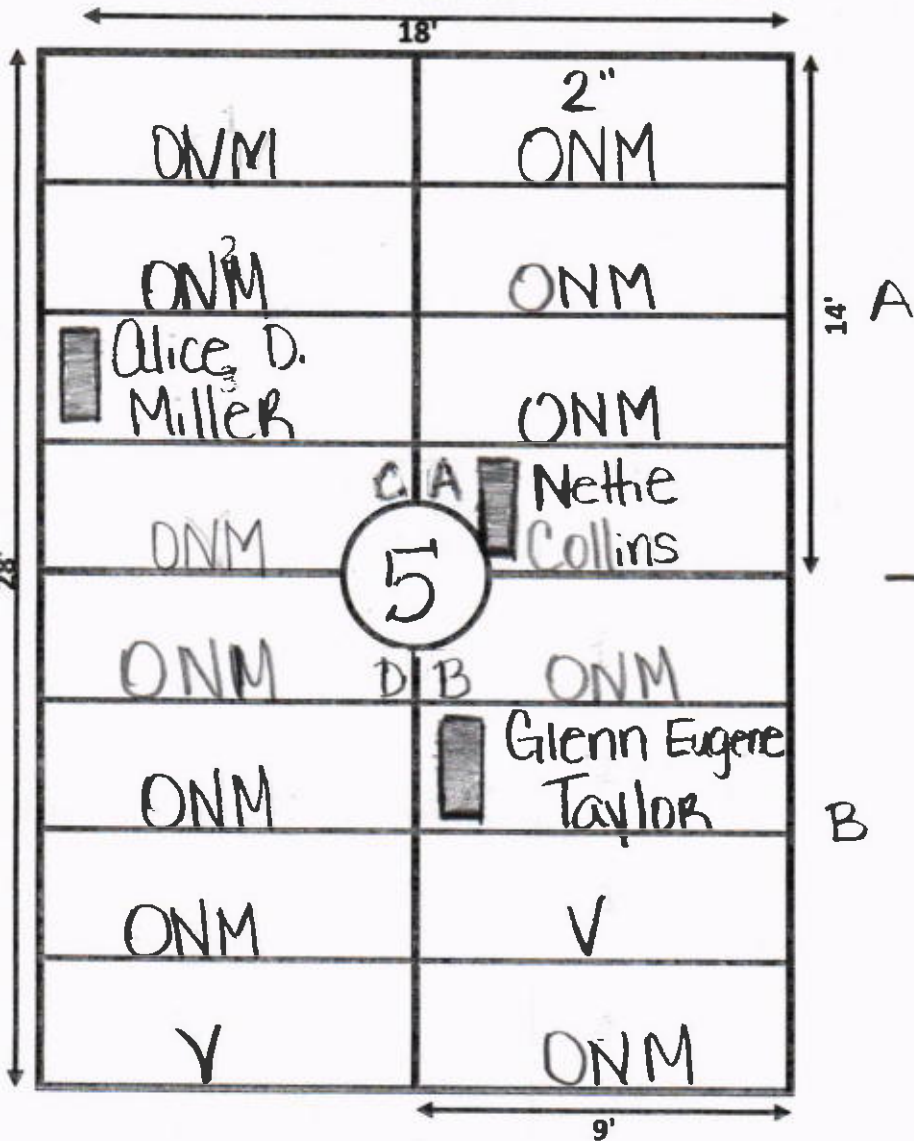 18'
2"
ONM
ONM
ONM
ONM
Alice D.
Miller
ONM
14'
A
C A
Nettie
Collins
ONM
5
28'
ONM
D B
ONM
ONM
Glenn Eugene
Taylor
B
ONM
V
V
ONM
9'